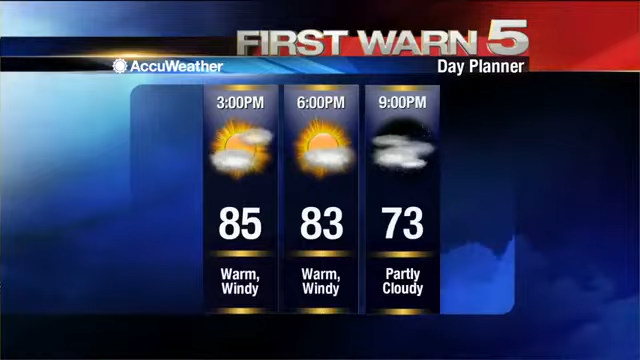 FIRST WARN 5
AccuWeather
Day Planner
3:00PM 6:00PM 9:00PM
85 83 73
Warm, Warm, Partly
Windy Windy Cloudy